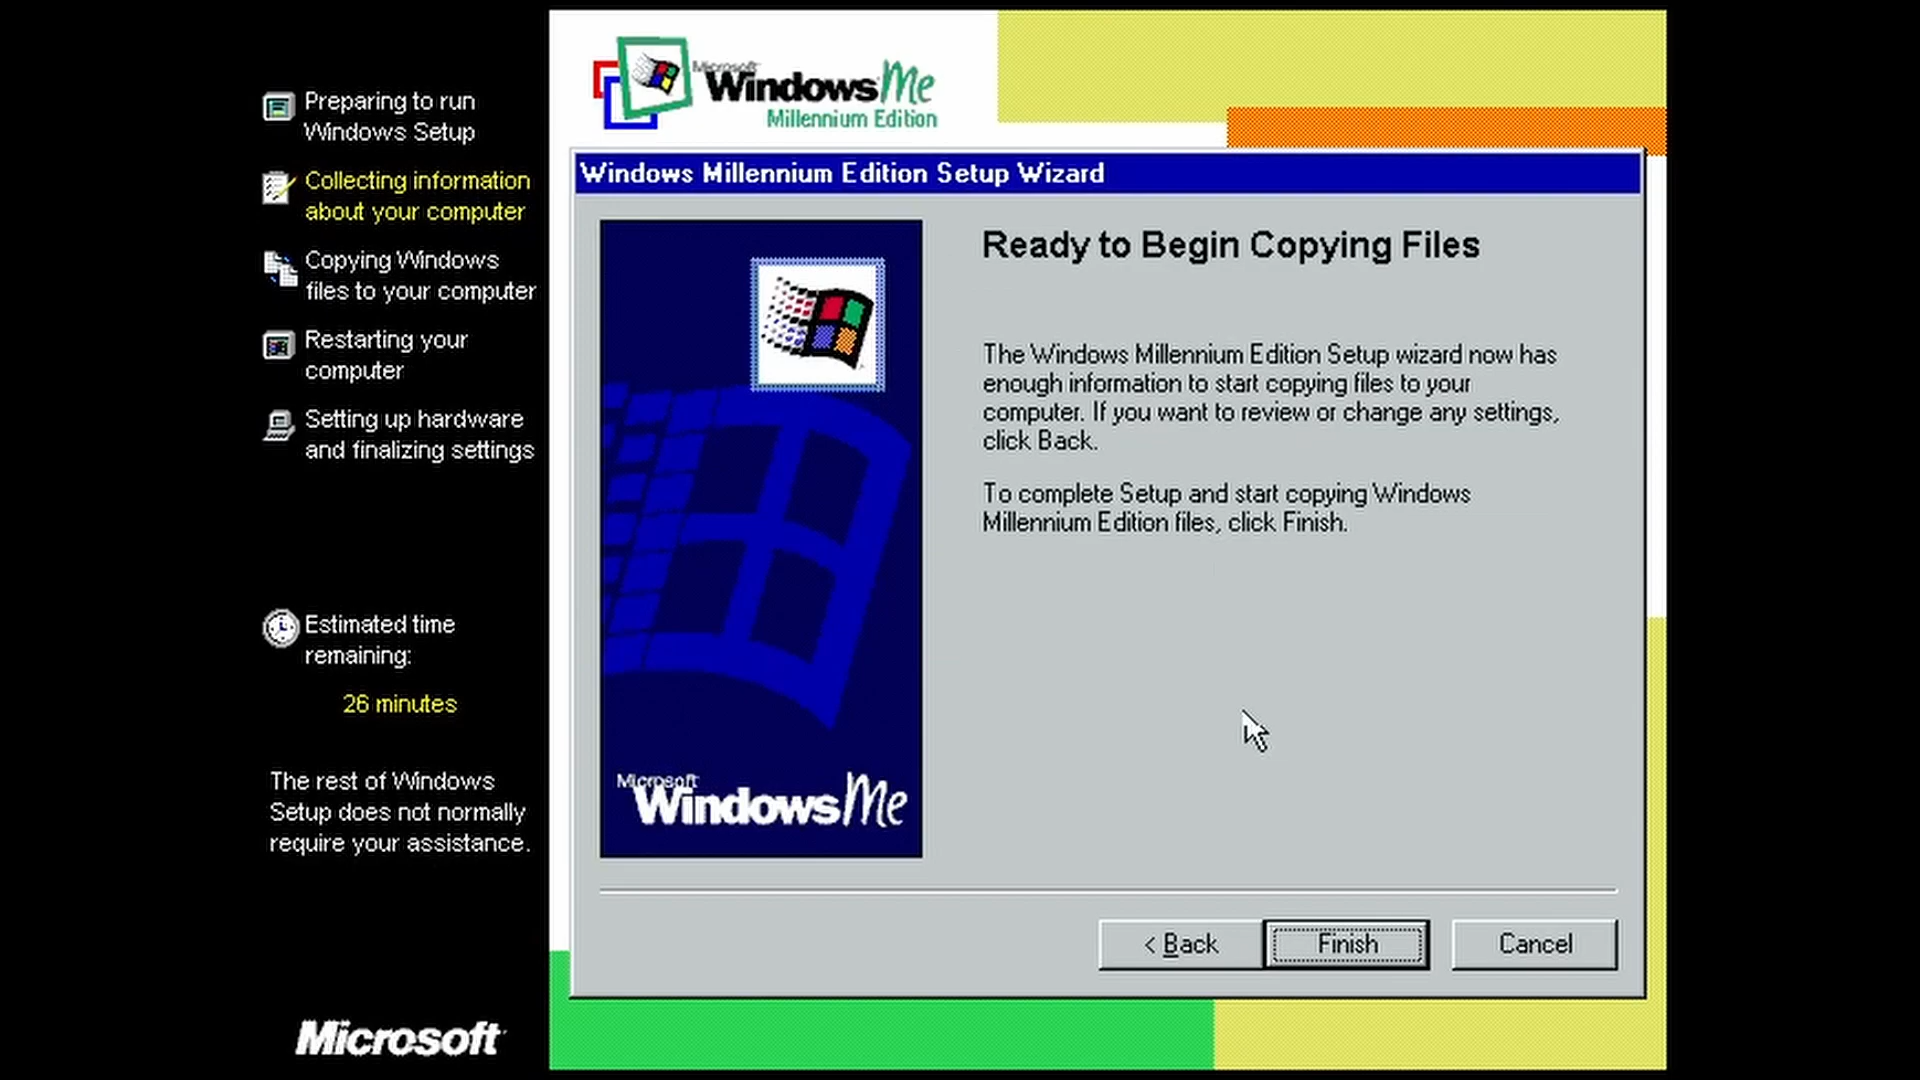 Preparing to run
Windows Setup
Collecting information
about your computer
Copying Windows
files to your computer
Restarting your
computer
Setting up hardware
and finalizing settings
Estimated time
remaining:
26 minutes
The rest of Windows
Setup does not normally
require your assistance.
Microsoft
Microsoft
Windows Me
Millennium Edition
Windows Millennium Edition Setup Wizard
Microsoft
Windows Me
Ready to Begin Copying Files
The Windows Millennium Edition Setup wizard now has
enough information to start copying files to your
computer. If you want to review or change any settings,
click Back.
To complete Setup and start copying Windows
Millennium Edition files, click Finish.
< Back
Finish
Cancel